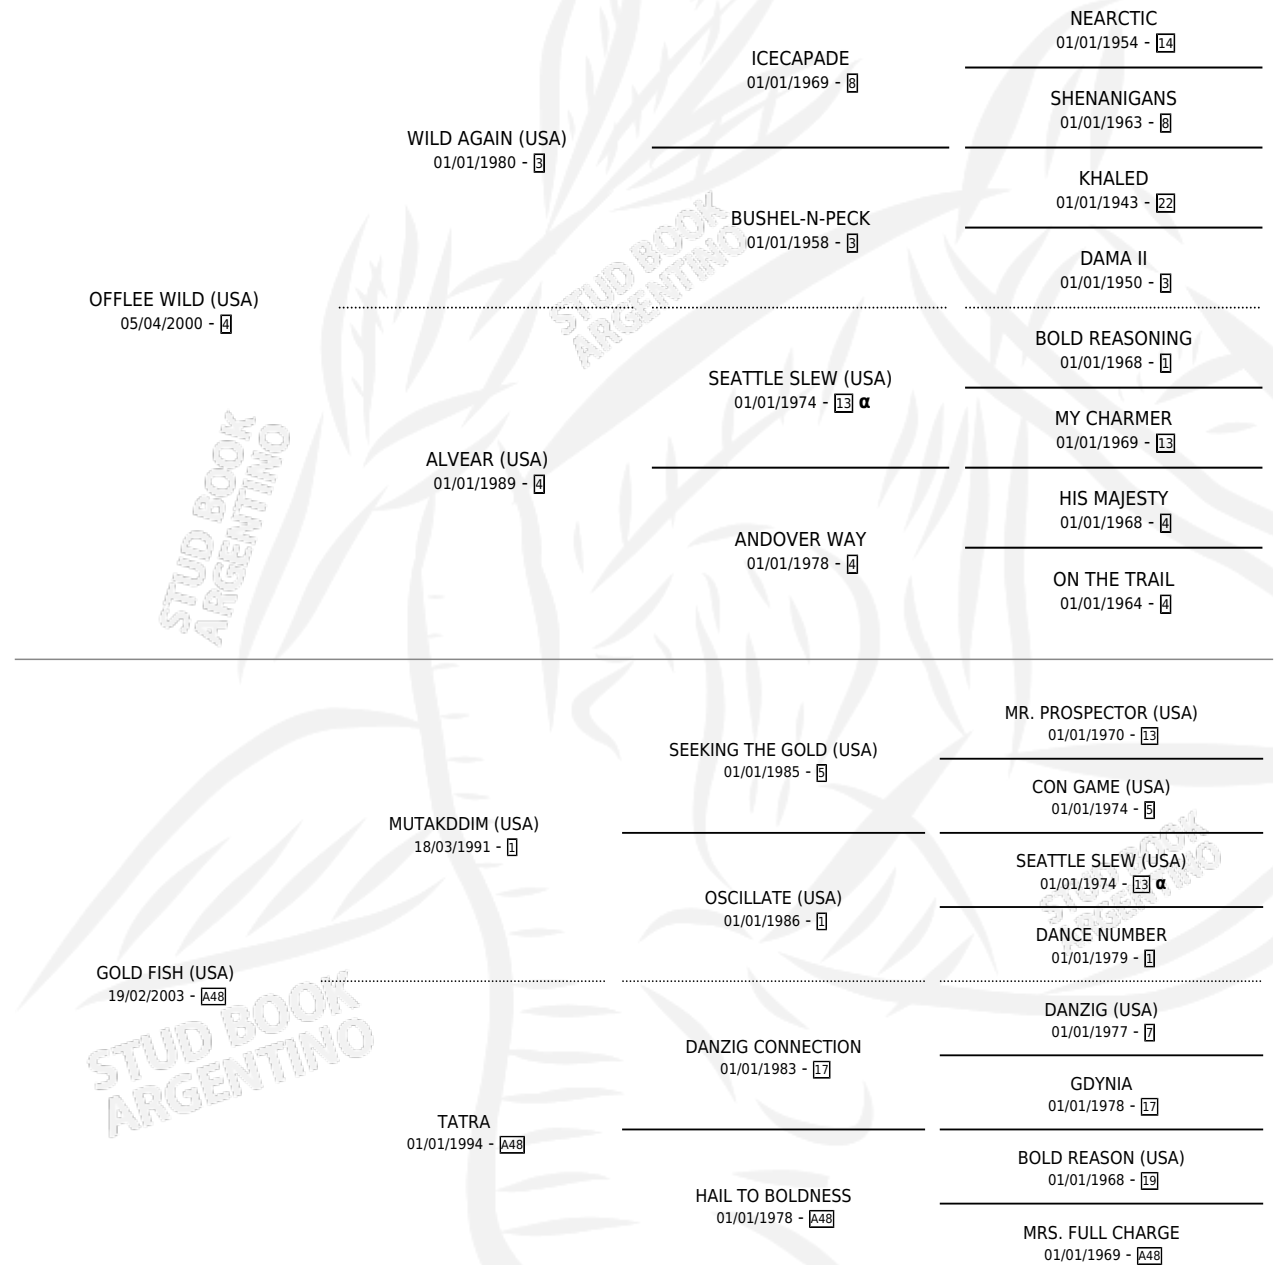 NEARCTIC
01/01/1954 - 14
ICECAPADE
01/01/1969 - 8
SHENANIGANS
01/01/1963 - 8
WILD AGAIN (USA)
01/01/1980 - 3
KHALED
01/01/1943 - 22
BUSHEL-N-PECK
01/01/1958 - 3
DAMA II
01/01/1950 - 3
OFFLEE WILD (USA)
05/04/2000 - 4
STUD BOOK
ARGENTINO
BOLD REASONING
01/01/1968 - 1
SEATTLE SLEW (USA)
01/01/1974 - 13 α
MY CHARMER
01/01/1969 - 13
ALVEAR (USA)
01/01/1989 - 4
HIS MAJESTY
01/01/1968 - 4
ANDOVER WAY
01/01/1978 - 4
ON THE TRAIL
01/01/1964 - 4
STUD BOOK
ARGENTINO
MR. PROSPECTOR (USA)
01/01/1970 - 13
SEEKING THE GOLD (USA)
01/01/1985 - 5
CON GAME (USA)
01/01/1974 - 5
MUTAKDDIM (USA)
18/03/1991 - 1
SEATTLE SLEW (USA)
01/01/1974 - 13 α
OSCILLATE (USA)
01/01/1986 - 1
DANCE NUMBER
01/01/1979 - 1
STUD BOOK
ARGENTINO
GOLD FISH (USA)
19/02/2003 - A48
DANZIG (USA)
01/01/1977 - 7
DANZIG CONNECTION
01/01/1983 - 17
GDYNIA
01/01/1978 - 17
STUD BOOK
ARGENTINO
TATRA
01/01/1994 - A48
BOLD REASON (USA)
01/01/1968 - 19
HAIL TO BOLDNESS
01/01/1978 - A48
MRS. FULL CHARGE
01/01/1969 - A48